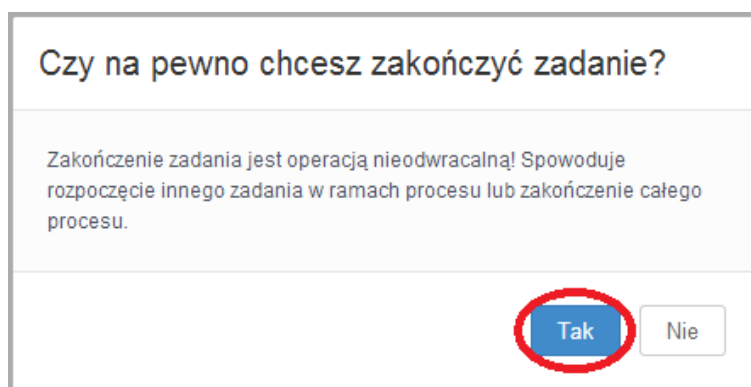 Czy na pewno chcesz zakończyć zadanie?
Zakończenie zadania jest operacją nieodwracalną! Spowoduje
rozpoczęcie innego zadania w ramach procesu lub zakończenie całego
procesu.
Tak Nie